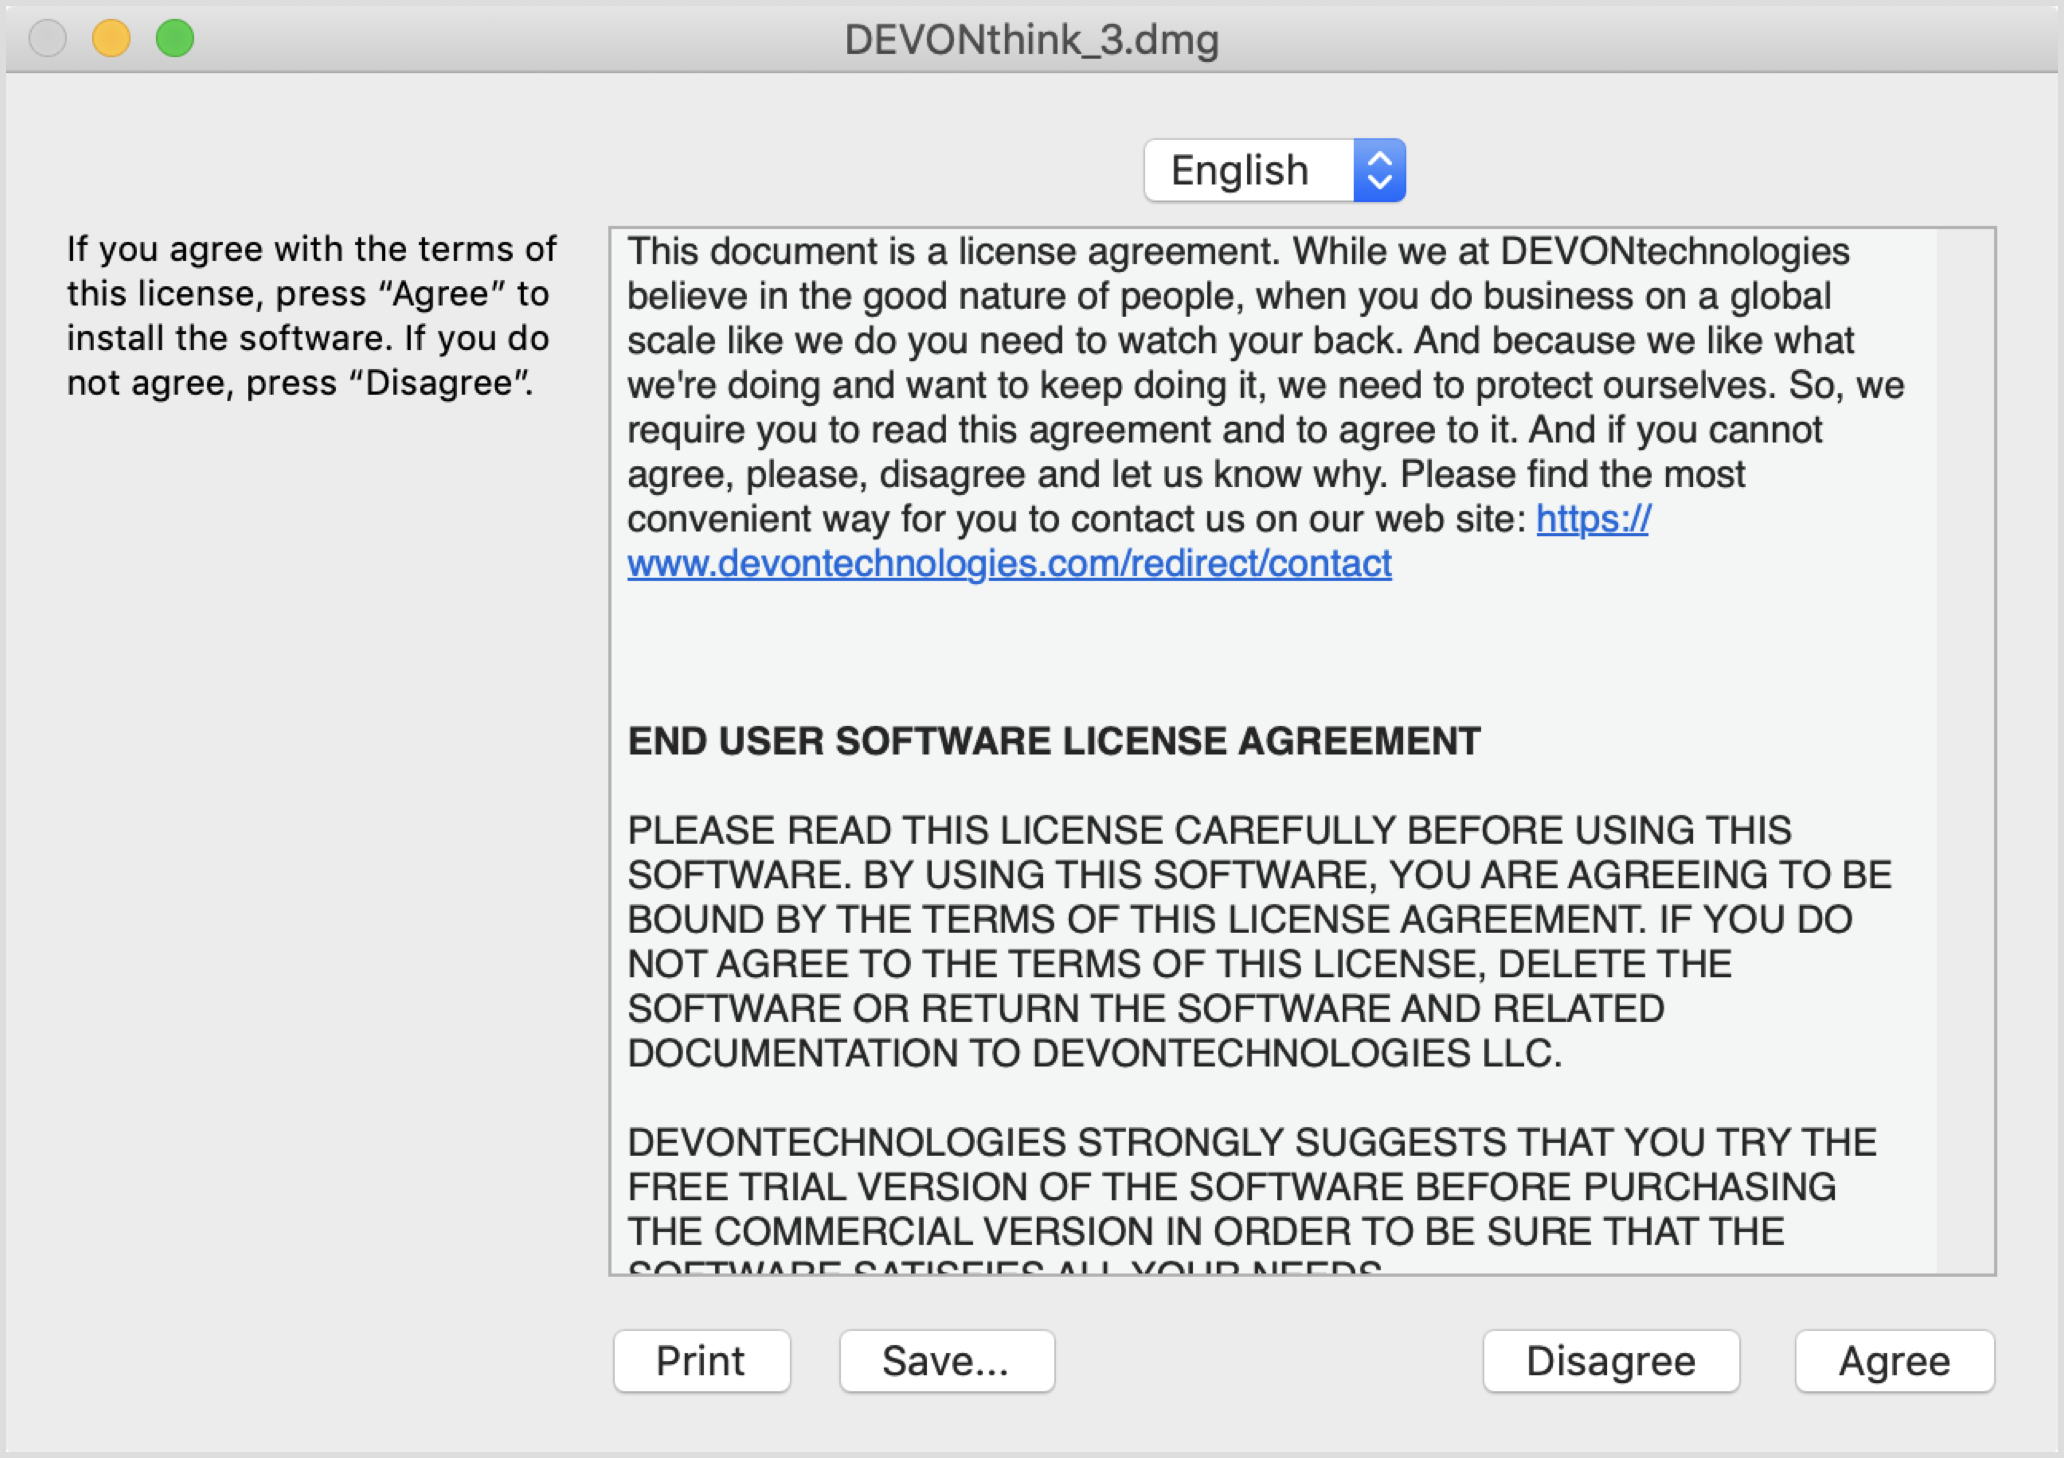 DEVONthink_3.dmg
English
If you agree with the terms of
this license, press “Agree” to
install the software. If you do
not agree, press “Disagree”.
This document is a license agreement. While we at DEVONtechnologies
believe in the good nature of people, when you do business on a global
scale like we do you need to watch your back. And because we like what
we're doing and want to keep doing it, we need to protect ourselves. So, we
require you to read this agreement and to agree to it. And if you cannot
agree, please, disagree and let us know why. Please find the most
convenient way for you to contact us on our web site: https://
www.devontechnologies.com/redirect/contact
END USER SOFTWARE LICENSE AGREEMENT
PLEASE READ THIS LICENSE CAREFULLY BEFORE USING THIS
SOFTWARE. BY USING THIS SOFTWARE, YOU ARE AGREEING TO BE
BOUND BY THE TERMS OF THIS LICENSE AGREEMENT. IF YOU DO
NOT AGREE TO THE TERMS OF THIS LICENSE, DELETE THE
SOFTWARE OR RETURN THE SOFTWARE AND RELATED
DOCUMENTATION TO DEVONTECHNOLOGIES LLC.
DEVONTECHNOLOGIES STRONGLY SUGGESTS THAT YOU TRY THE
FREE TRIAL VERSION OF THE SOFTWARE BEFORE PURCHASING
THE COMMERCIAL VERSION IN ORDER TO BE SURE THAT THE
SOFTWARE SATISFIES ALL YOUR NEEDS
Print
Save...
Disagree
Agree